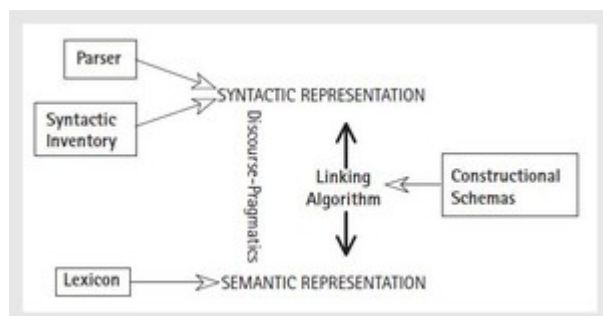 Parser
SYNTACTIC REPRESENTATION
Syntactic
Inventory
Discourse-Pragmatics
Linking
Algorithm
Constructional
Schemas
Lexicon
SEMANTIC REPRESENTATION